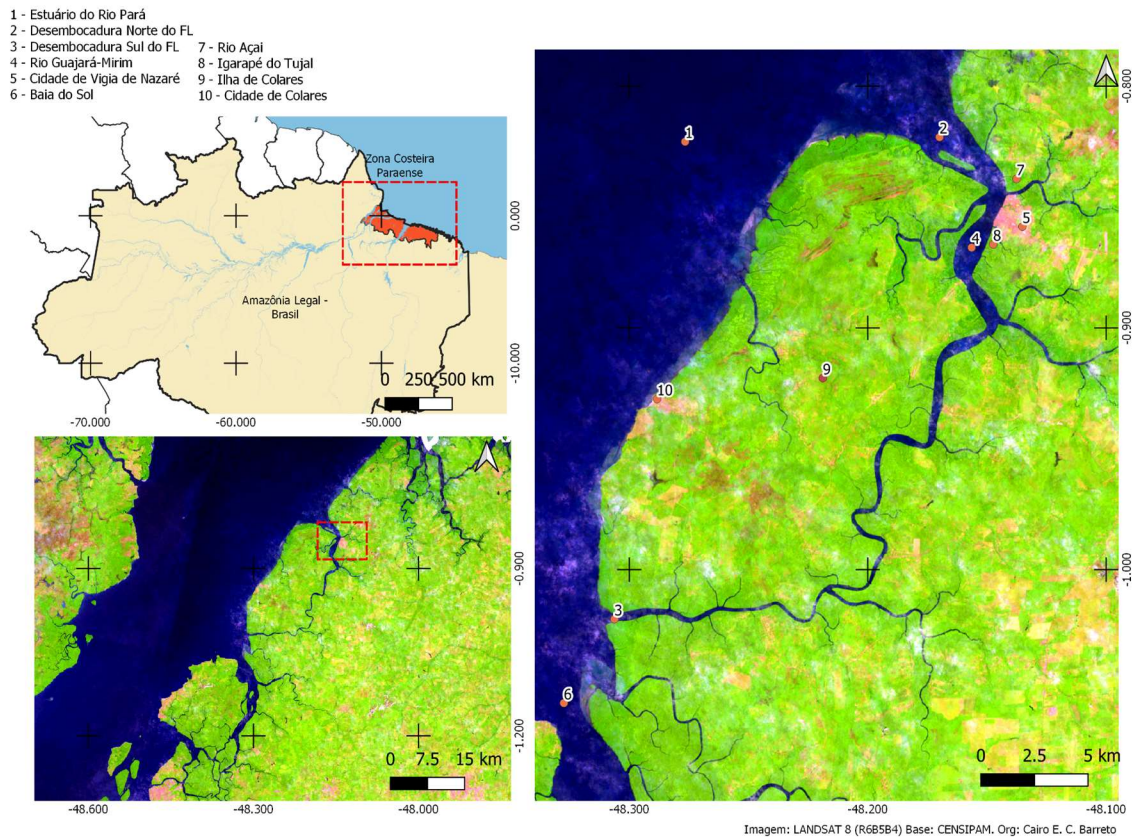 1 - Estuário do Rio Pará
2 - Desembocadura Norte do FL
3 - Desembocadura Sul do FL
4 - Rio Guajará-Mirim
5 - Cidade de Vigia de Nazaré
6 - Baia do Sol
7 - Rio Açai
8 - Igarapé do Tujal
9 - Ilha de Colares
10 - Cidade de Colares
Zona Costeira
Paraense
Amazônia Legal -
Brasil
0 250 500 km
0.000
-10.000
-70.000 -60.000 -50.000
-0.900
-1.200
0 7.5 15 km
-48.600 -48.300 -48.000
1
2
7
5
4
8
9
10
3
6
-0.800
-0.900
-1.000
0 2.5 5 km
-48.300 -48.200 -48.100
Imagem: LANDSAT 8 (R6B5B4) Base: CENSIPAM. Org: Cairo E. C. Barreto